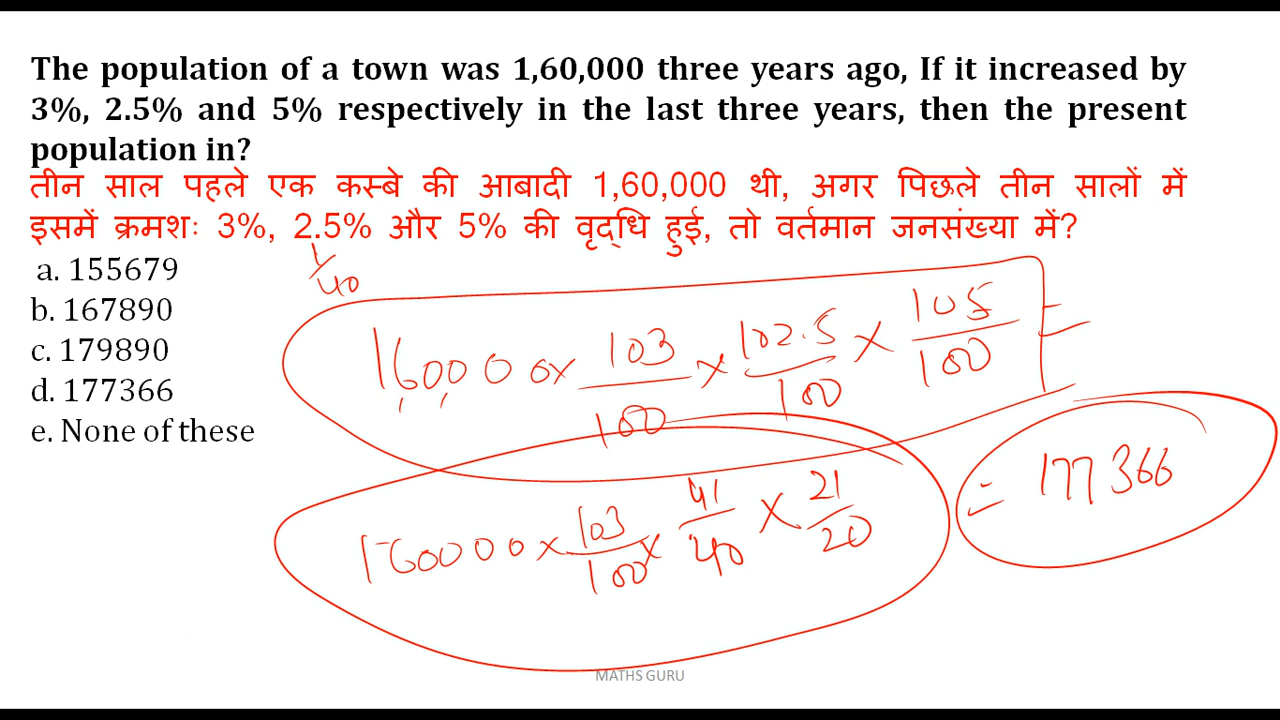 The population of a town was 1,60,000 three years ago, If it increased by
3%, 2.5% and 5% respectively in the last three years, then the present
population in?
तीन साल पहले एक कस्बे की आबादी 1,60,000 थी, अगर पिछले तीन सालों में
इसमें क्रमशः 3%, 2.5% और 5% की वृद्धि हुई, तो वर्तमान जनसंख्या में?
1/40
a. 155679
b. 167890
c. 179890
d. 177366
e. None of these
160000 × 103/100 × 102.5/100 × 105/100 =
160000 × 103/100 × 41/40 × 21/20
= 177366
MATHS GURU